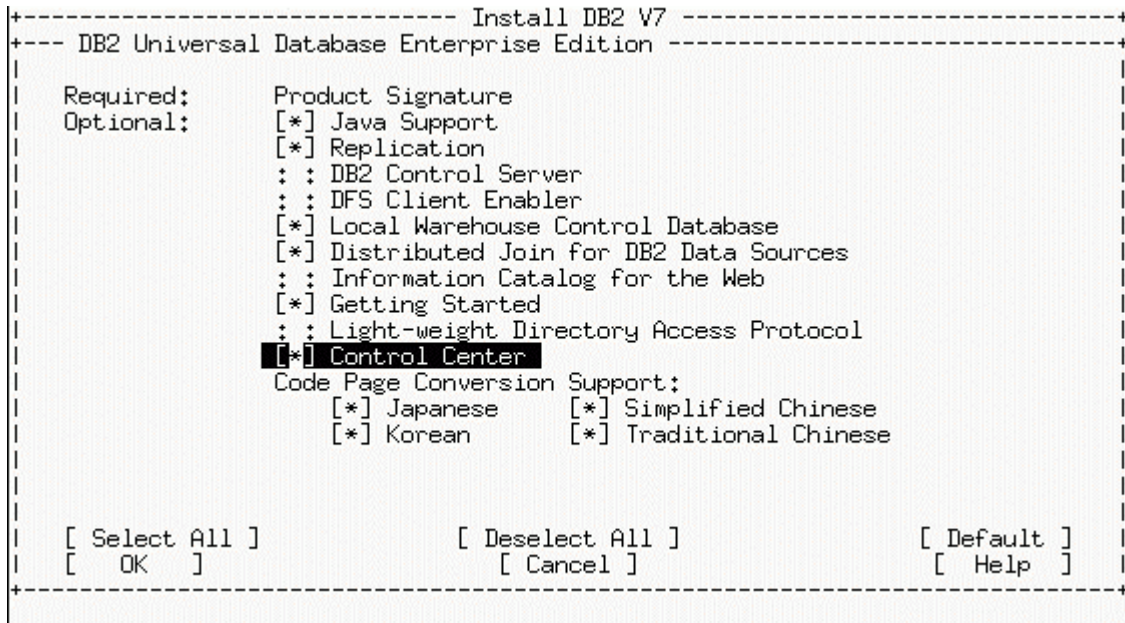 Install DB2 V7
DB2 Universal Database Enterprise Edition
Required: Product Signature
Optional: [*] Java Support
[*] Replication
: : DB2 Control Server
: : DFS Client Enabler
[*] Local Warehouse Control Database
[*] Distributed Join for DB2 Data Sources
: : Information Catalog for the Web
[*] Getting Started
: : Light-weight Directory Access Protocol
[*] Control Center
Code Page Conversion Support:
[*] Japanese [*] Simplified Chinese
[*] Korean [*] Traditional Chinese
[ Select All ] [ Deselect All ] [ Default ]
[ OK ] [ Cancel ] [ Help ]